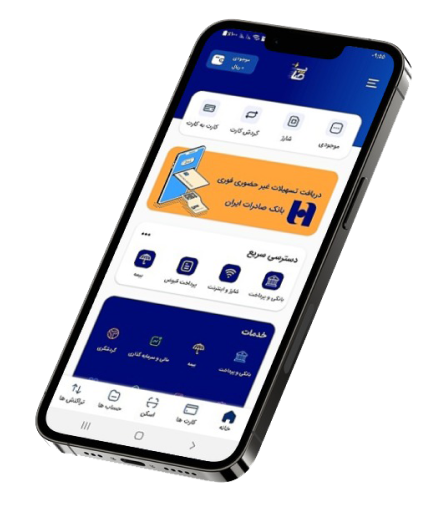 ۰۹:۵۵
موجودی
۰ ریال
موجودی
شارژ
گردش کارت
کارت به کارت
دریافت تسهیلات غیر حضوری فوری
بانک صادرات ایران
دسترسی سریع
بانکی و پرداخت
شارژ و اینترنت
پرداخت قبوض
بیمه
خدمات
بانکی و پرداخت
بیمه
مالی و سرمایه گذاری
گردشگری
خانه
کارت ها
اسکن
حساب ها
تراکنش ها